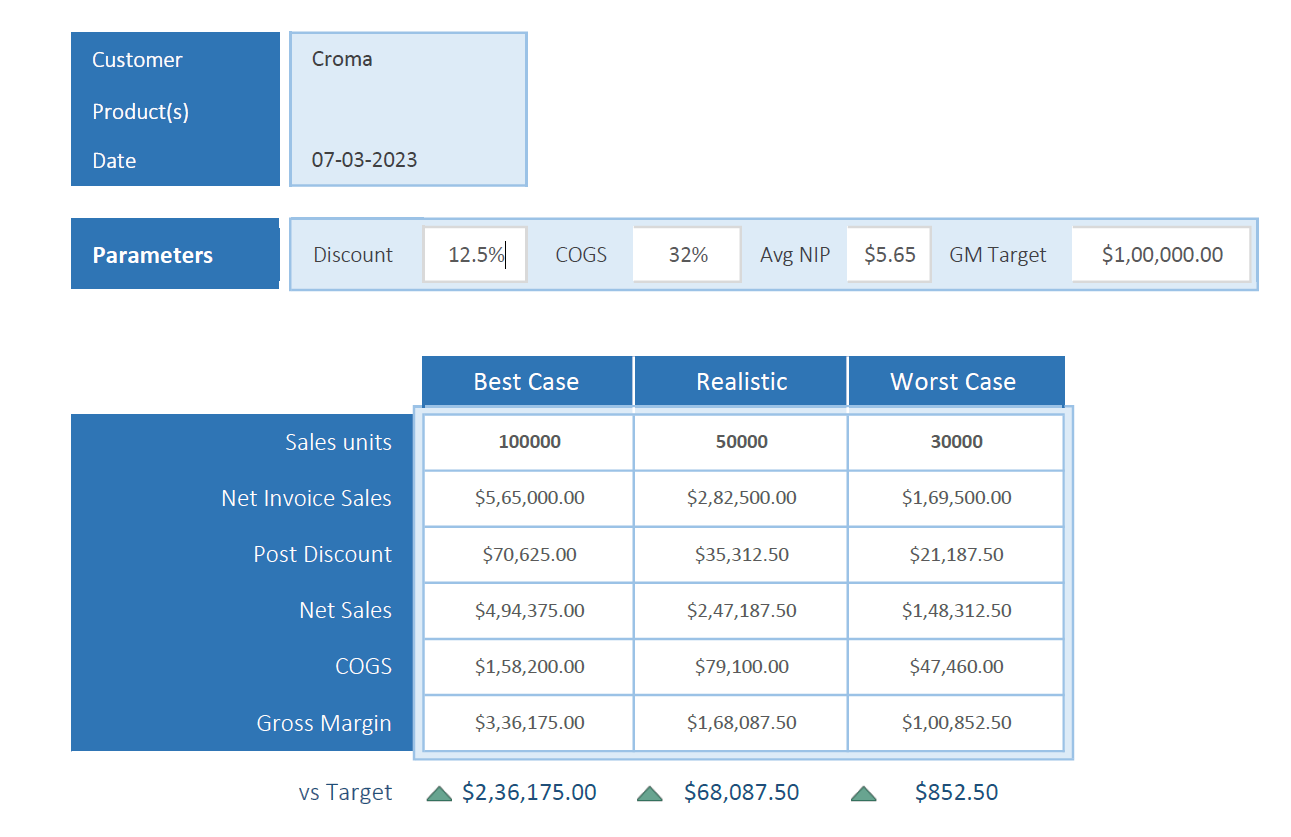 Customer Croma
Product(s)
Date 07-03-2023
Parameters Discount 12.5% COGS 32% Avg NIP $5.65 GM Target $1,00,000.00
Best Case Realistic Worst Case
Sales units 100000 50000 30000
Net Invoice Sales $5,65,000.00 $2,82,500.00 $1,69,500.00
Post Discount $70,625.00 $35,312.50 $21,187.50
Net Sales $4,94,375.00 $2,47,187.50 $1,48,312.50
COGS $1,58,200.00 $79,100.00 $47,460.00
Gross Margin $3,36,175.00 $1,68,087.50 $1,00,852.50
vs Target $2,36,175.00 $68,087.50 $852.50